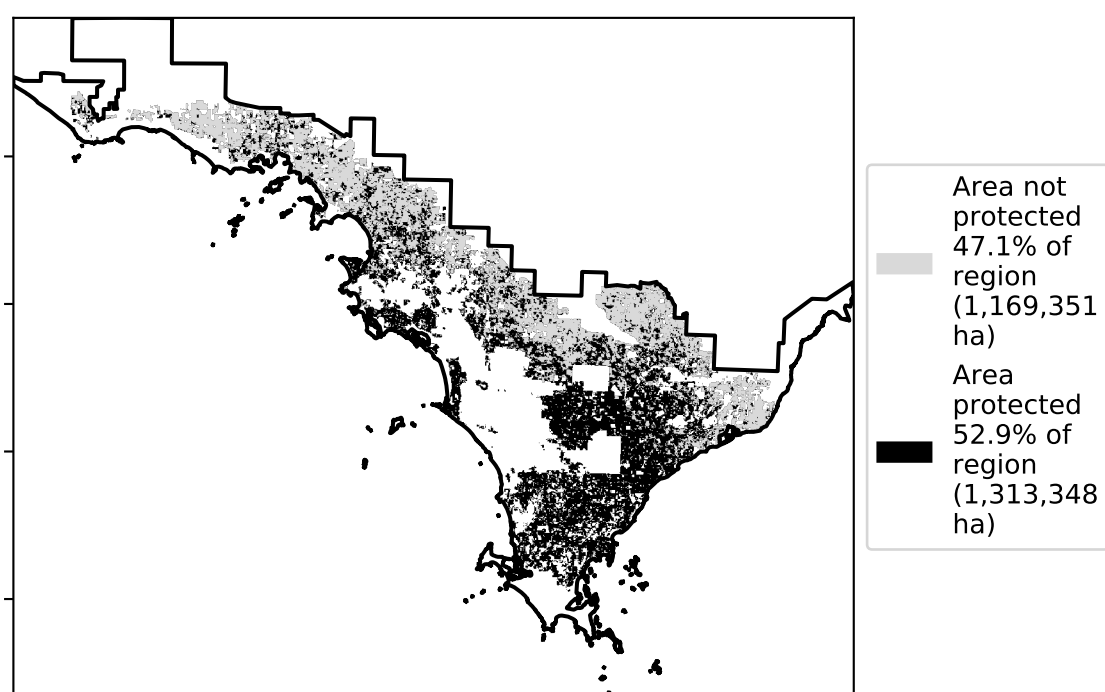 Area not
protected
47.1% of
region
(1,169,351
ha)
Area
protected
52.9% of
region
(1,313,348
ha)